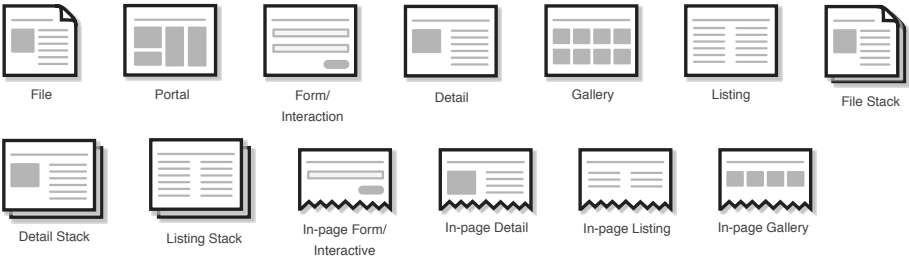 File
Portal
Form/
Interaction
Detail
Gallery
Listing
File Stack
Detail Stack
Listing Stack
In-page Form/
Interactive
In-page Detail
In-page Listing
In-page Gallery